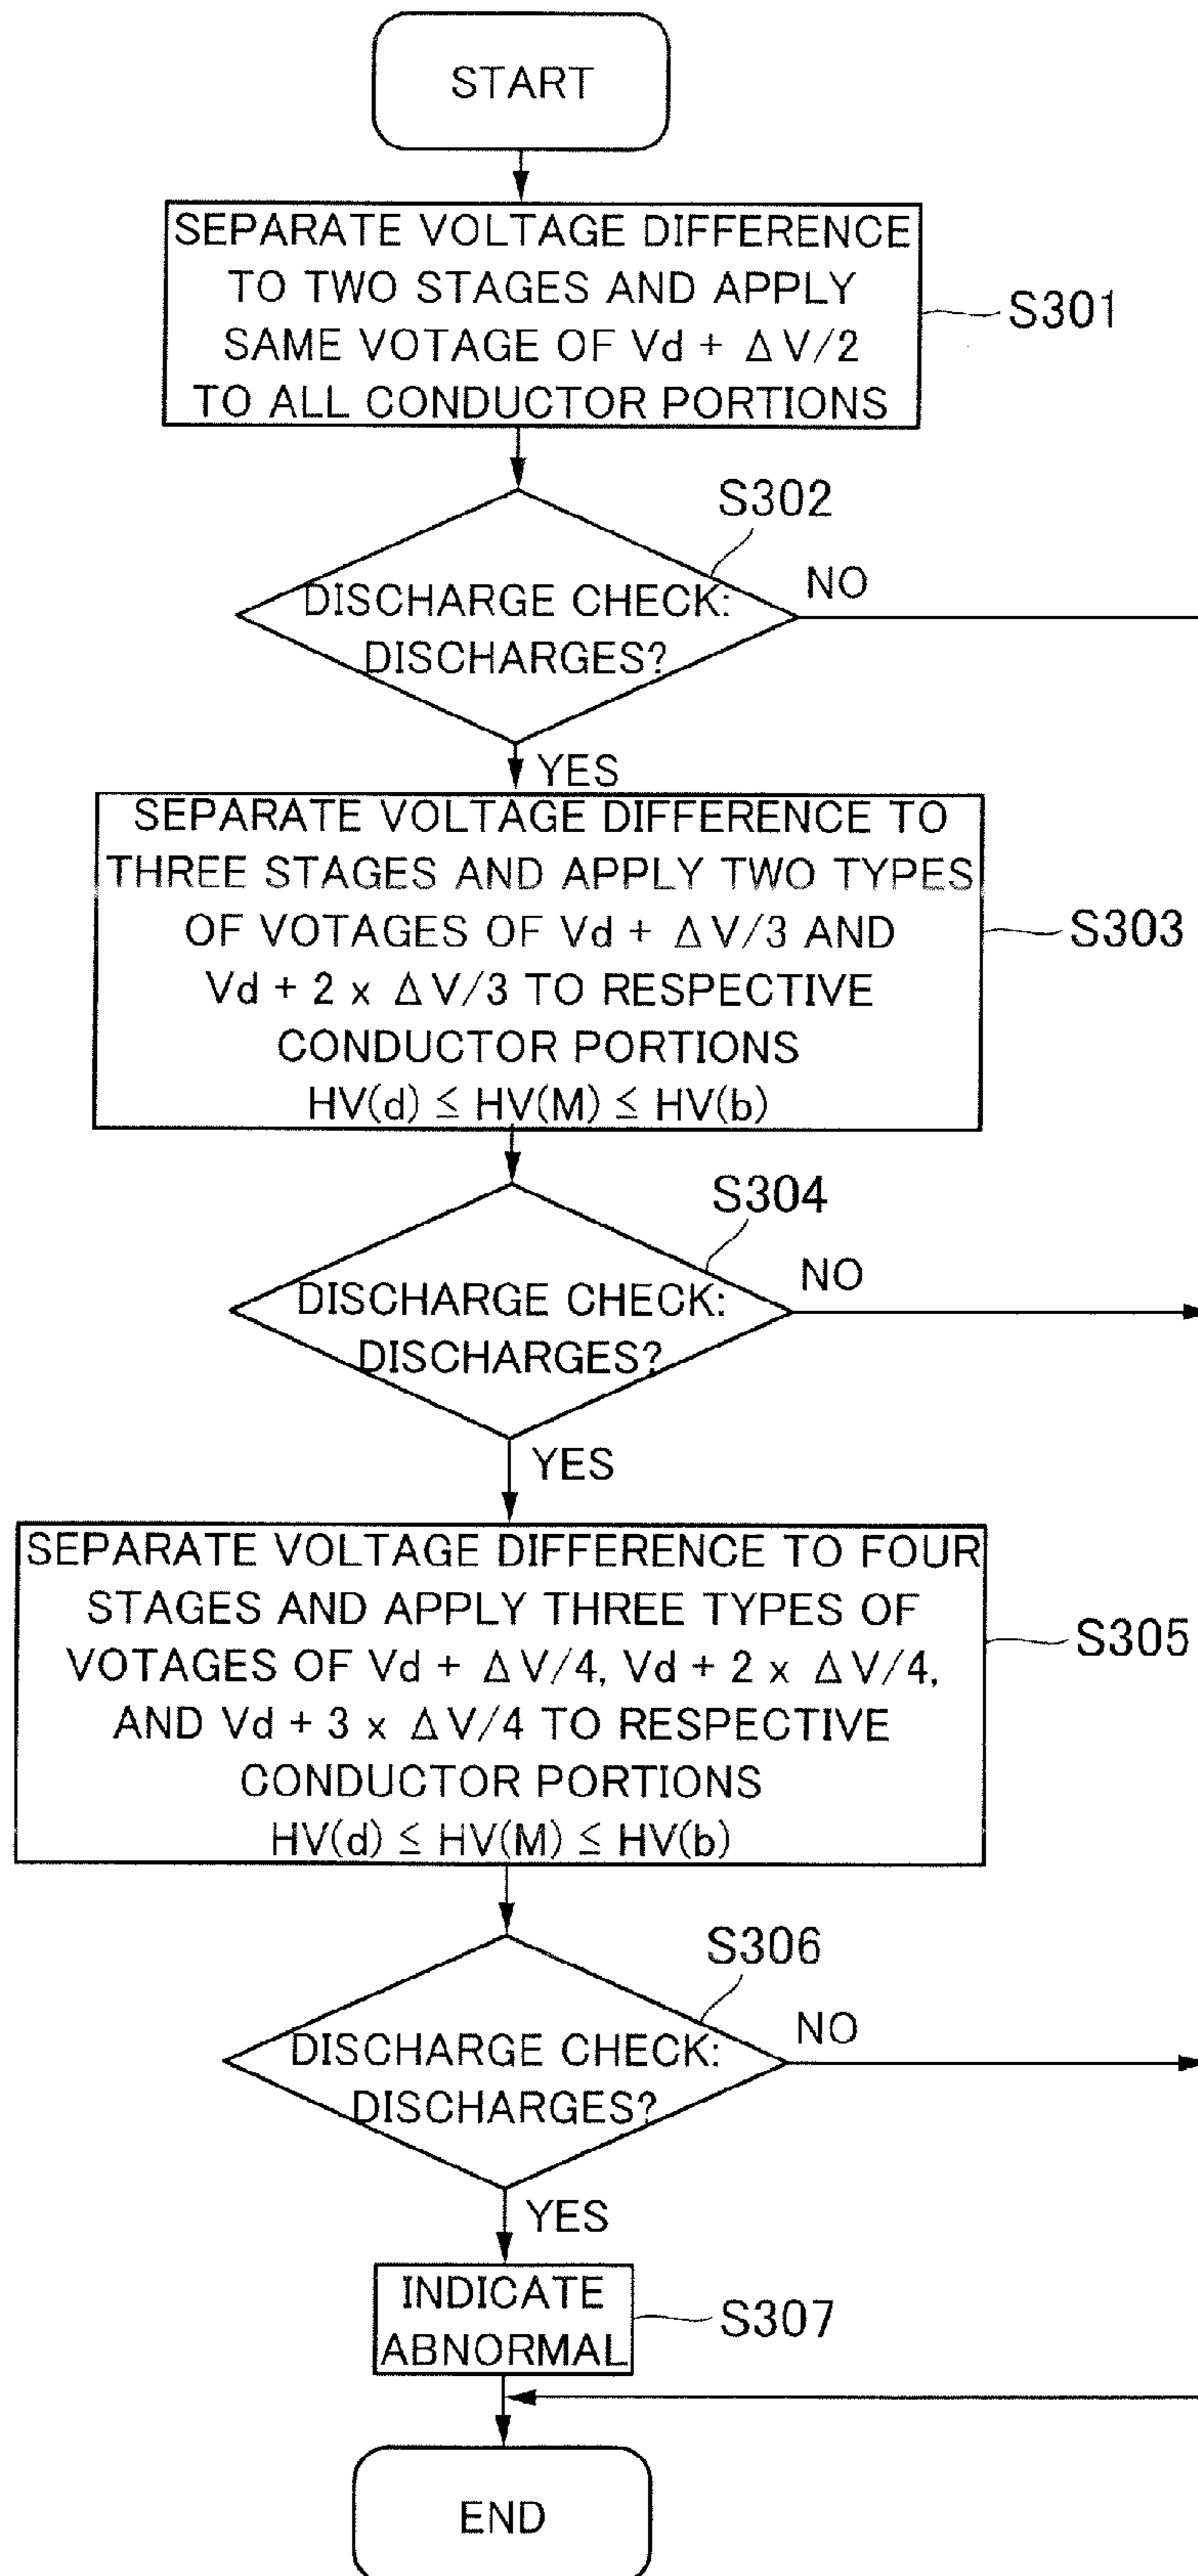 START
SEPARATE VOLTAGE DIFFERENCE
TO TWO STAGES AND APPLY
SAME VOTAGE OF Vd + ΔV/2
TO ALL CONDUCTOR PORTIONS
S301
S302
DISCHARGE CHECK:
DISCHARGES?
NO
YES
SEPARATE VOLTAGE DIFFERENCE TO
THREE STAGES AND APPLY TWO TYPES
OF VOTAGES OF Vd + ΔV/3 AND
Vd + 2 x ΔV/3 TO RESPECTIVE
CONDUCTOR PORTIONS
HV(d) ≦ HV(M) ≦ HV(b)
S303
S304
DISCHARGE CHECK:
DISCHARGES?
NO
YES
SEPARATE VOLTAGE DIFFERENCE TO FOUR
STAGES AND APPLY THREE TYPES OF
VOTAGES OF Vd + ΔV/4, Vd + 2 x ΔV/4,
AND Vd + 3 x ΔV/4 TO RESPECTIVE
CONDUCTOR PORTIONS
HV(d) ≦ HV(M) ≦ HV(b)
S305
S306
DISCHARGE CHECK:
DISCHARGES?
NO
YES
INDICATE
ABNORMAL
S307
END